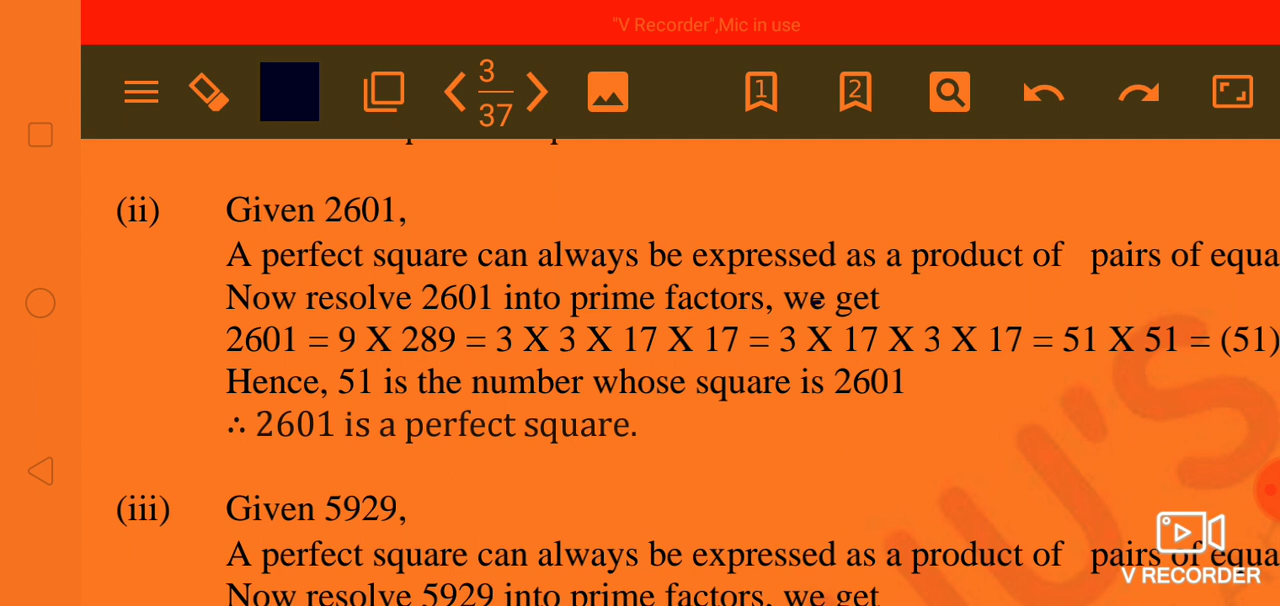 "V Recorder",Mic in use
3
37
1
2
(ii) Given 2601,
A perfect square can always be expressed as a product of pairs of equa
Now resolve 2601 into prime factors, we get
2601 = 9 X 289 = 3 X 3 X 17 X 17 = 3 X 17 X 3 X 17 = 51 X 51 = (51)
Hence, 51 is the number whose square is 2601
∴ 2601 is a perfect square.
(iii) Given 5929,
A perfect square can always be expressed as a product of pairs of equa
Now resolve 5929 into prime factors, we get
U'S
V RECORDER